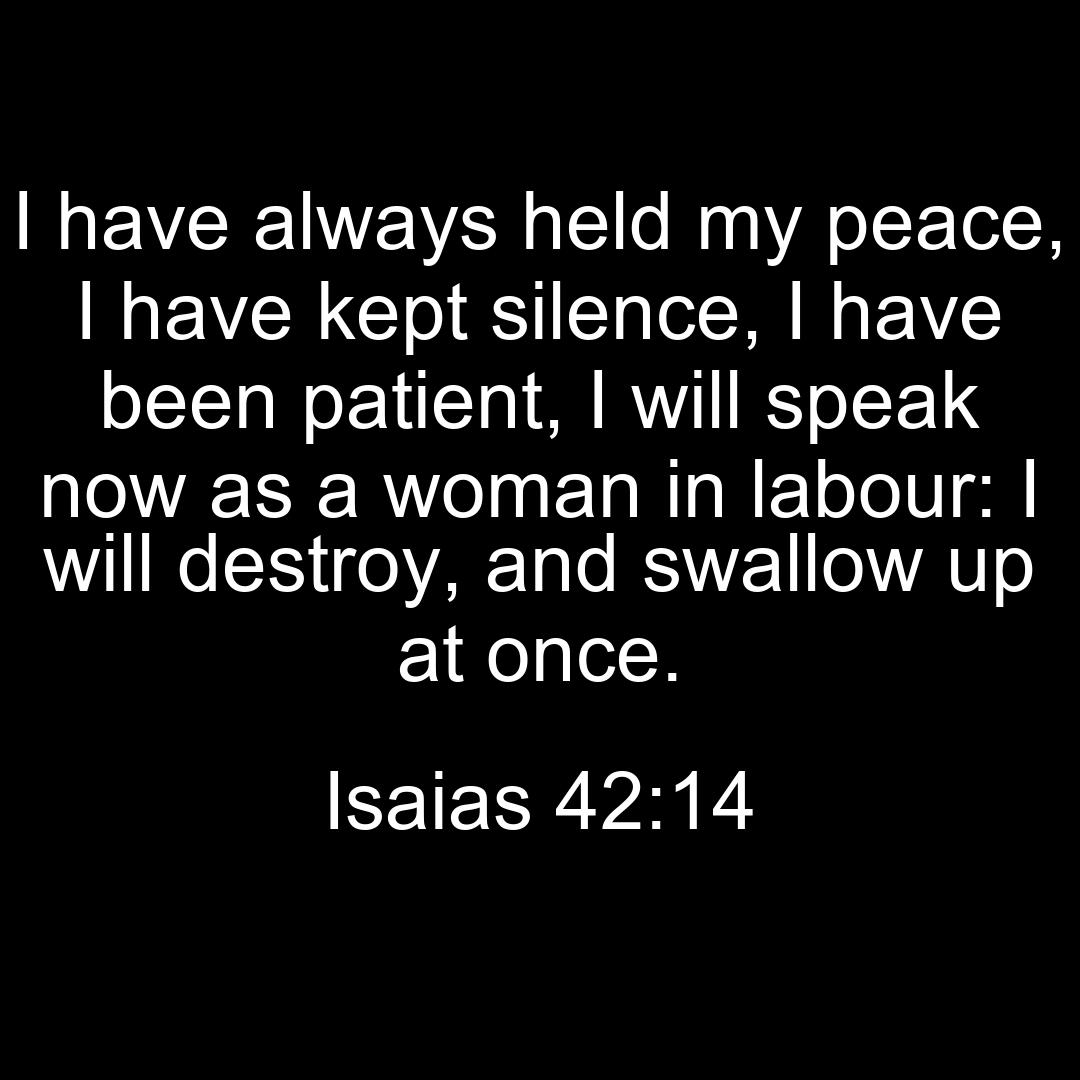 I have always held my peace,
I have kept silence, I have
been patient, I will speak
now as a woman in labour: I
will destroy, and swallow up
at once.
Isaias 42:14